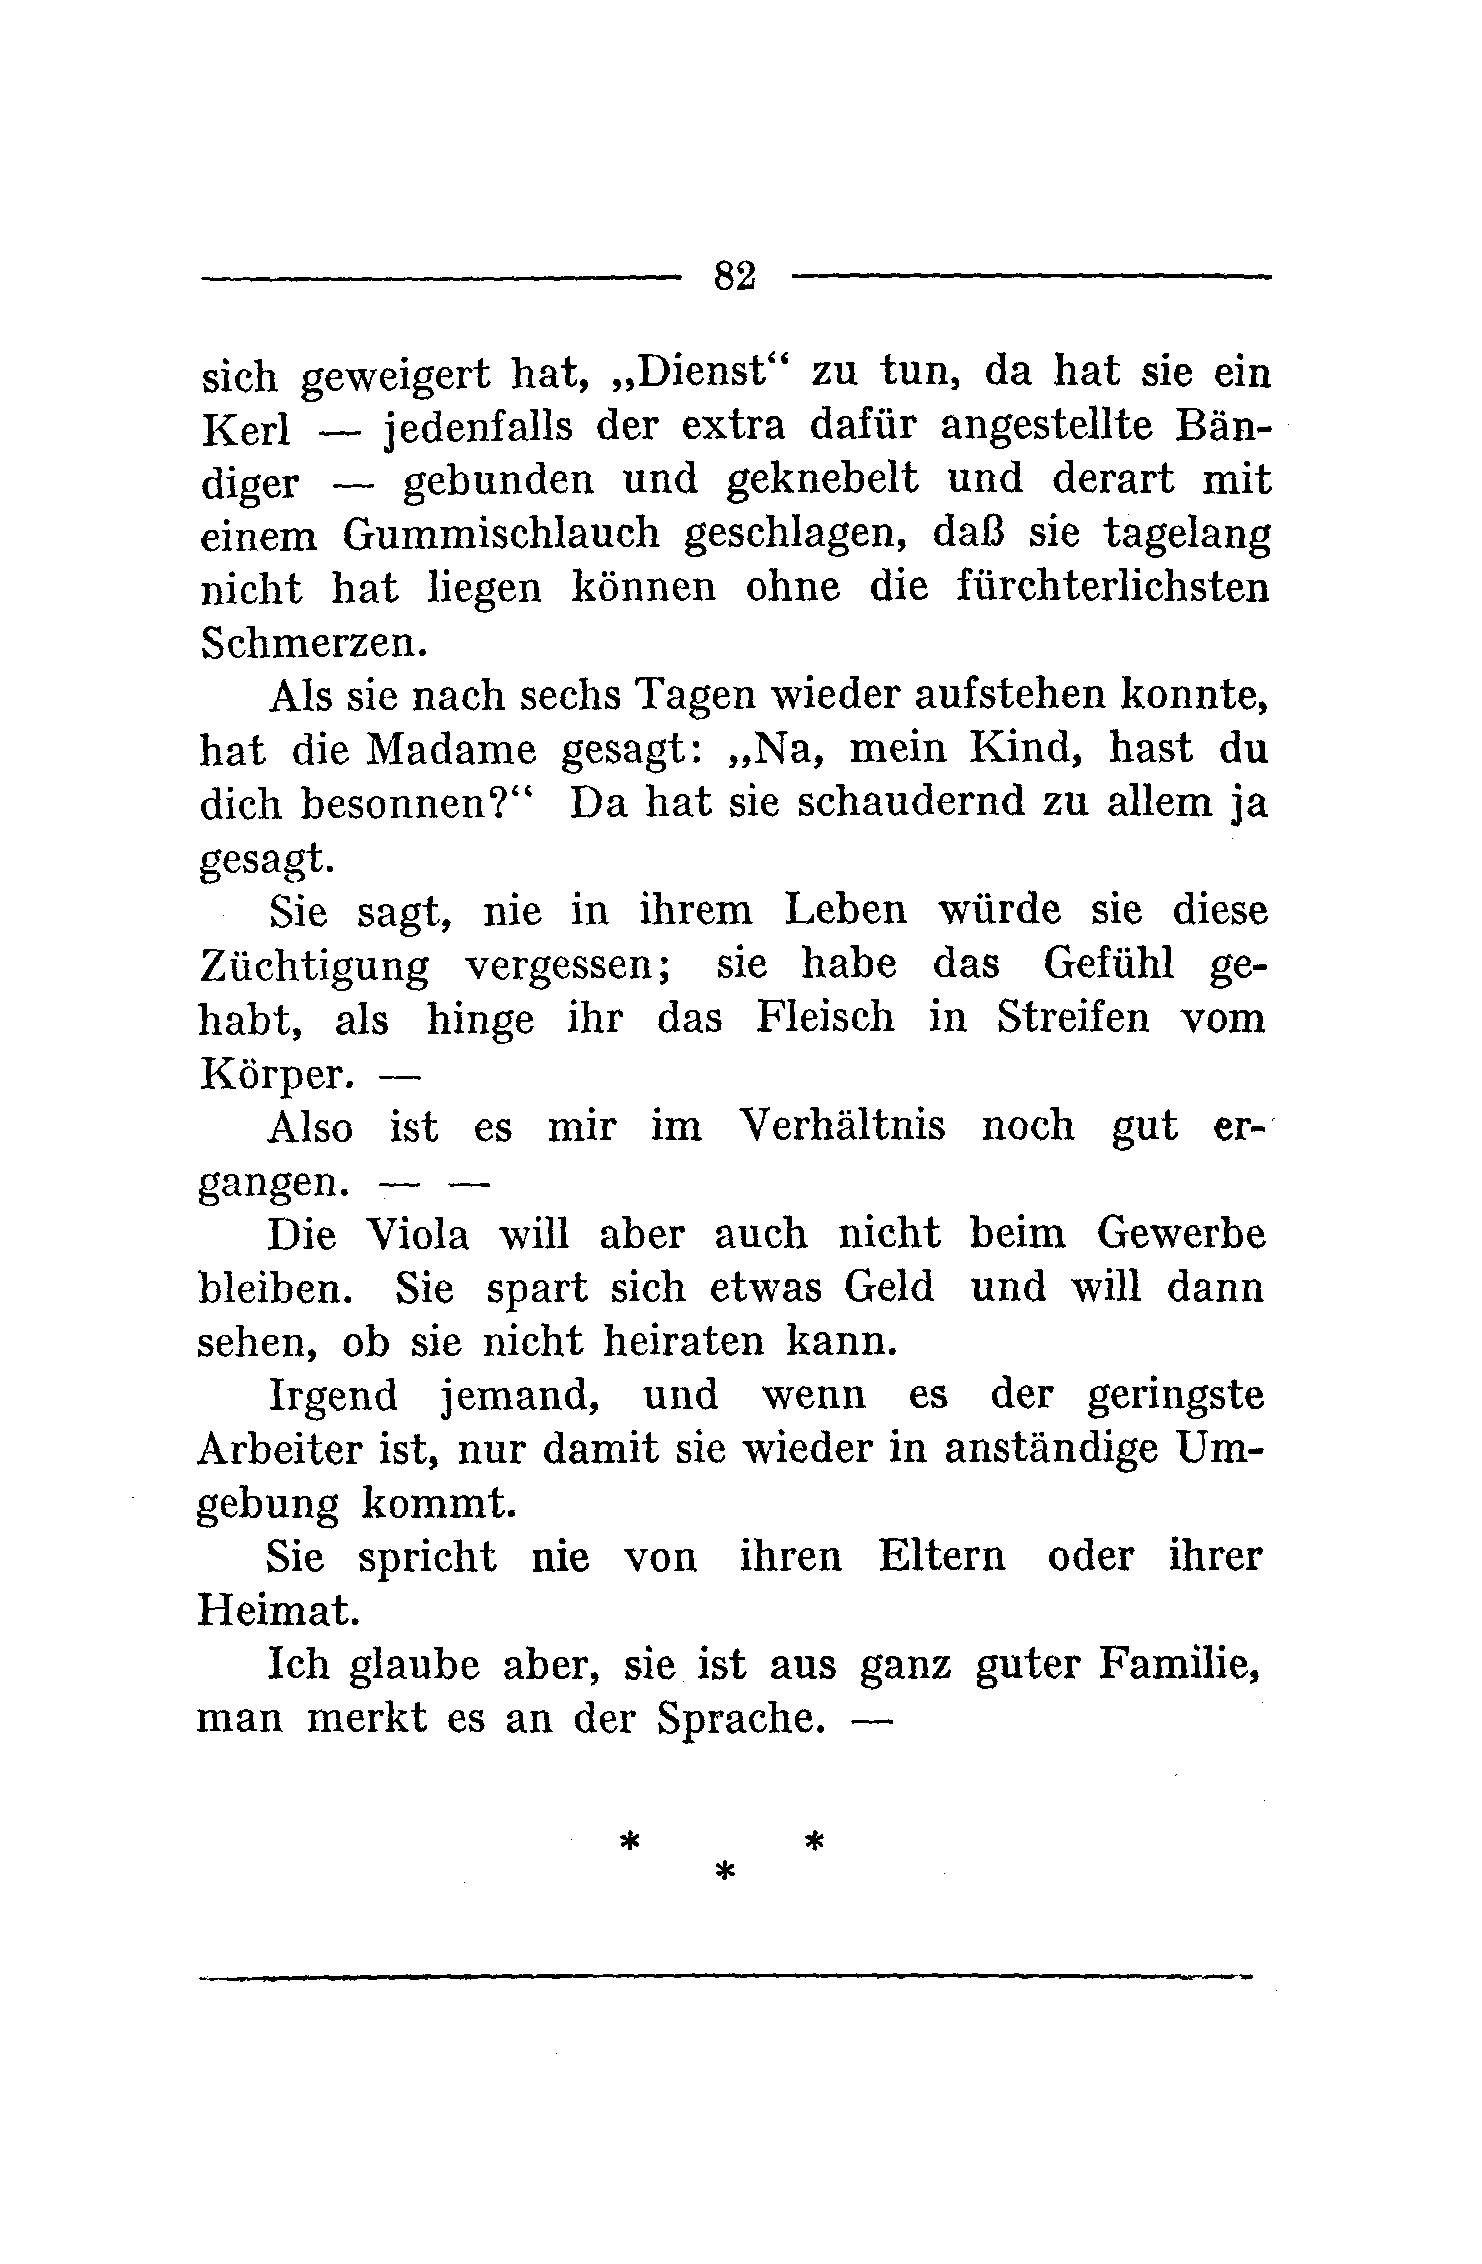 82
sich geweigert hat, „Dienst“ zu tun, da hat sie ein
Kerl — jedenfalls der extra dafür angestellte Bän-
diger — gebunden und geknebelt und derart mit
einem Gummischlauch geschlagen, daß sie tagelang
nicht hat liegen können ohne die fürchterlichsten
Schmerzen.
Als sie nach sechs Tagen wieder aufstehen konnte,
hat die Madame gesagt: „Na, mein Kind, hast du
dich besonnen?“ Da hat sie schaudernd zu allem ja
gesagt.
Sie sagt, nie in ihrem Leben würde sie diese
Züchtigung vergessen; sie habe das Gefühl ge-
habt, als hinge ihr das Fleisch in Streifen vom
Körper. —
Also ist es mir im Verhältnis noch gut er-
gangen. — —
Die Viola will aber auch nicht beim Gewerbe
bleiben. Sie spart sich etwas Geld und will dann
sehen, ob sie nicht heiraten kann.
Irgend jemand, und wenn es der geringste
Arbeiter ist, nur damit sie wieder in anständige Um-
gebung kommt.
Sie spricht nie von ihren Eltern oder ihrer
Heimat.
Ich glaube aber, sie ist aus ganz guter Familie,
man merkt es an der Sprache. —
* *
*